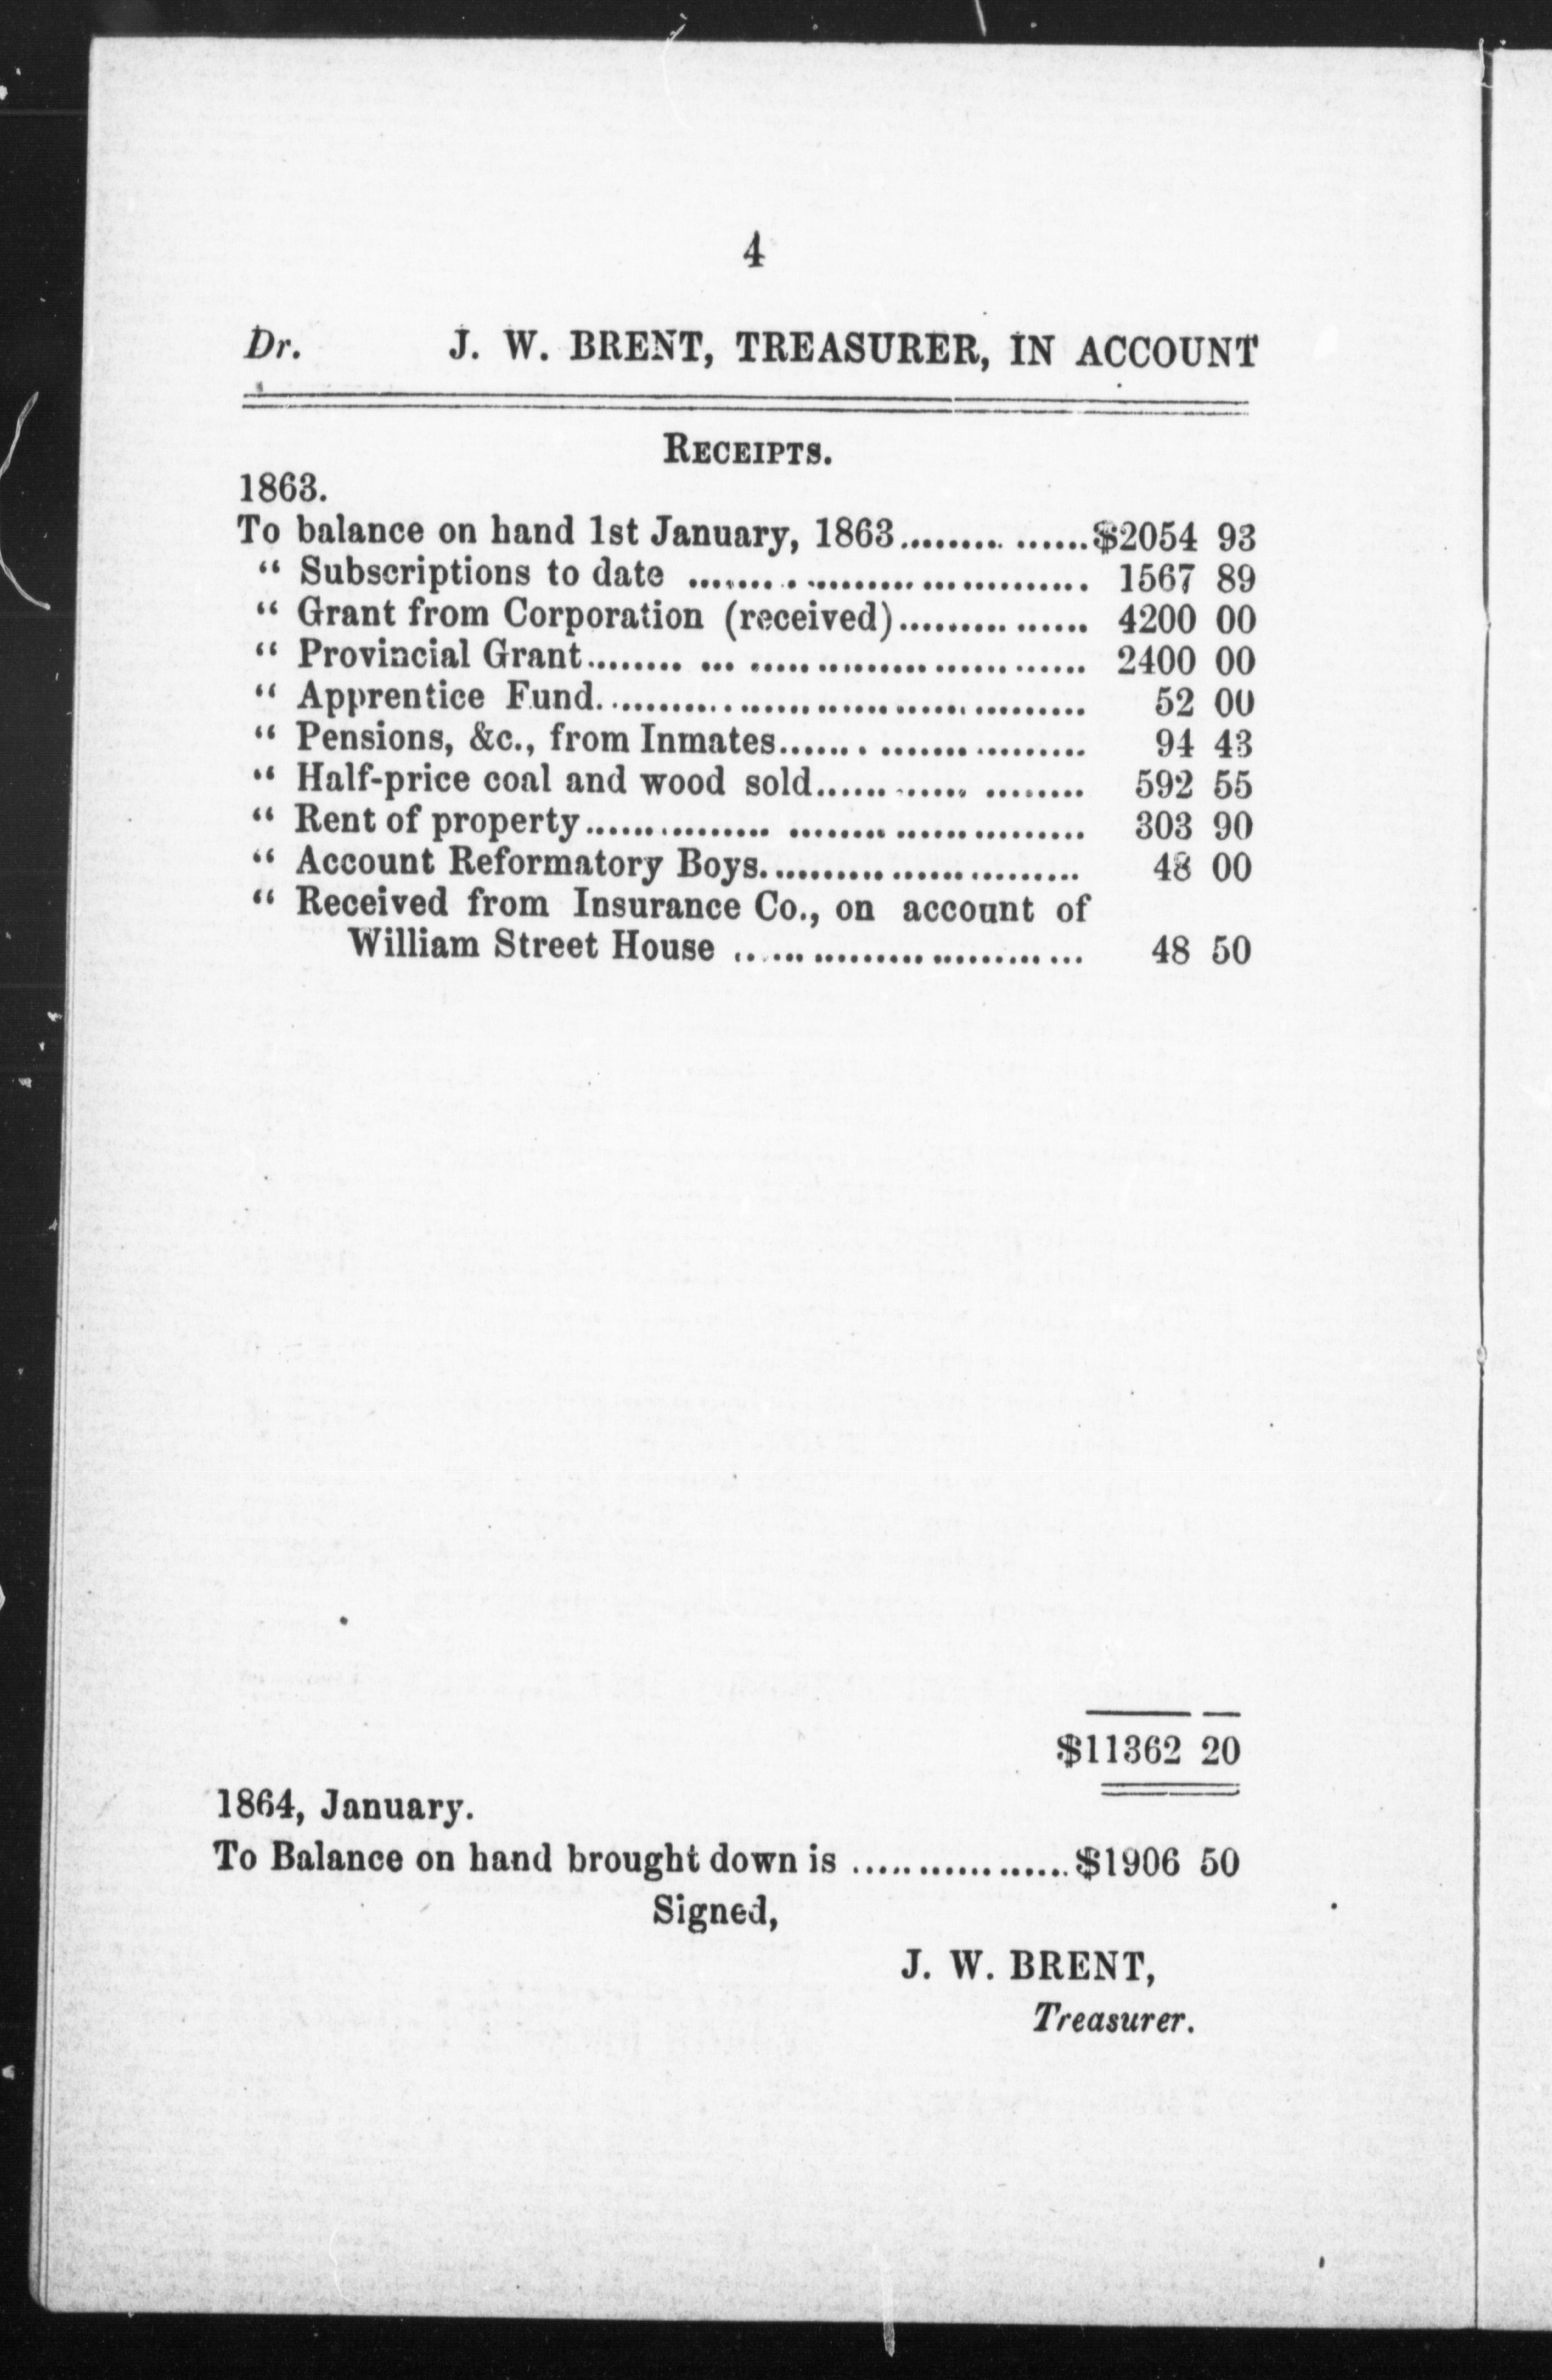 4
Dr. J. W. BRENT, TREASURER, IN ACCOUNT
RECEIPTS.
1863.
To balance on hand 1st January, 1863...............$2054 93
“ Subscriptions to date .............................. 1567 89
“ Grant from Corporation (received)............... 4200 00
“ Provincial Grant.................................... 2400 00
“ Apprentice Fund.................................... 52 00
“ Pensions, &c., from Inmates........................ 94 43
“ Half-price coal and wood sold..................... 592 55
“ Rent of property.................................... 303 90
“ Account Reformatory Boys........................ 48 00
“ Received from Insurance Co., on account of
William Street House .............................. 48 50
$11362 20
1864, January.
To Balance on hand brought down is ..................$1906 50
Signed,
J. W. BRENT,
Treasurer.